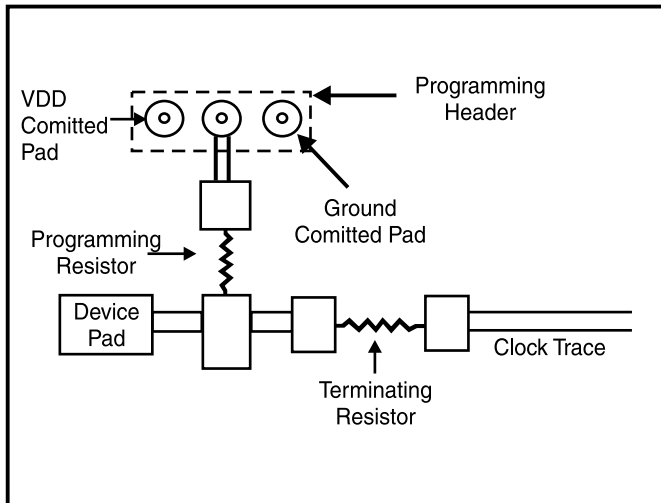 VDD
Comitted
Pad
Programming
Header
Ground
Comitted Pad
Programming
Resistor
Device
Pad
Clock Trace
Terminating
Resistor